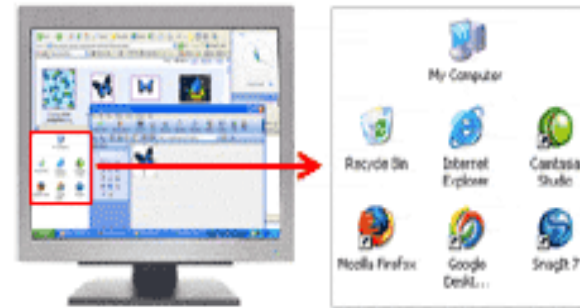 My Computer
Recycle Bin
Internet
Explorer
Camtasia
Studio
Mozilla Firefox
Google
Deskt...
SnagIt 7